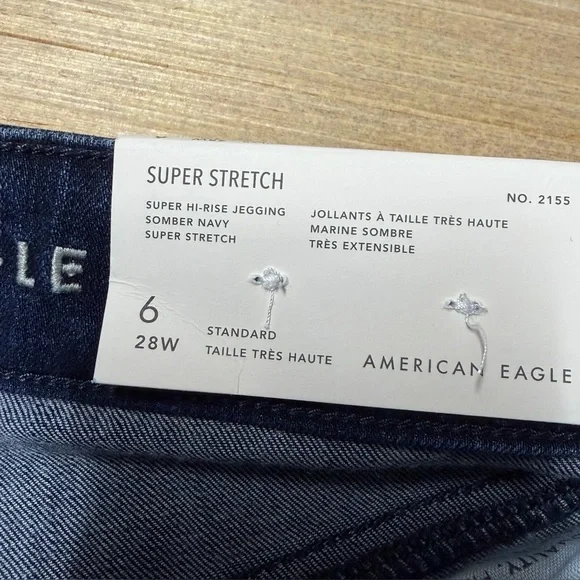 SUPER STRETCH
NO. 2155
SUPER HI-RISE JEGGING
SOMBER NAVY
SUPER STRETCH
JOLLANTS À TAILLE TRÈS HAUTE
MARINE SOMBRE
TRÈS EXTENSIBLE
6
28W
STANDARD
TAILLE TRÈS HAUTE
AMERICAN EAGLE